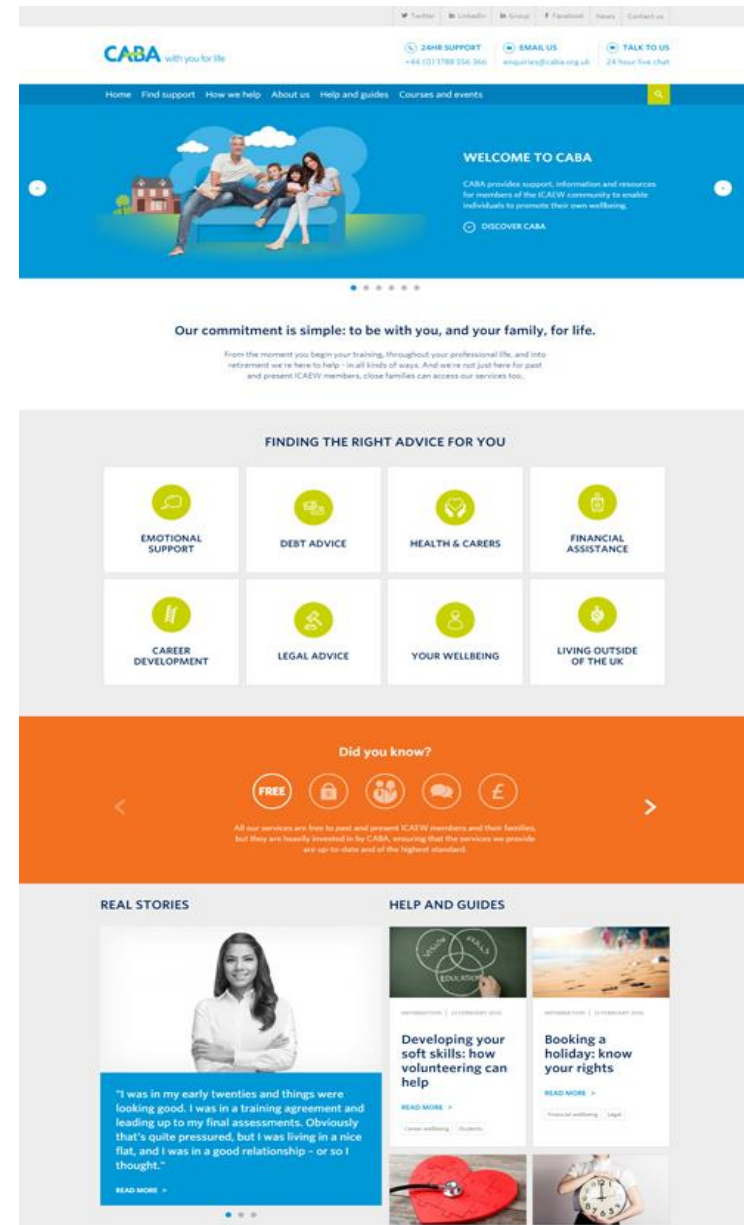 Twitter
LinkedIn
Group
Facebook
News
Contact us
CABA with you for life
24HR SUPPORT
+44 (0) 1788 556 366
EMAIL US
enquiries@caba.org.uk
TALK TO US
24 hour live chat
Home Find support How we help About us Help and guides Courses and events
WELCOME TO CABA
CABA provides support, information and resources
for members of the ICAEW community to enable
individuals to promote their own wellbeing.
DISCOVER CABA
Our commitment is simple: to be with you, and your family, for life.
From the moment you begin your training, throughout your professional life, and into
retirement we're here to help - in all kinds of ways. And we're not just here for past
and present ICAEW members, close families can access our services too.
FINDING THE RIGHT ADVICE FOR YOU
EMOTIONAL
SUPPORT
DEBT ADVICE
HEALTH & CARERS
FINANCIAL
ASSISTANCE
CAREER
DEVELOPMENT
LEGAL ADVICE
YOUR WELLBEING
LIVING OUTSIDE
OF THE UK
Did you know?
FREE
£
All our services are free to past and present ICAEW members and their families,
but they are heavily invested in by CABA, ensuring that the services we provide
are up-to-date and of the highest standard.
REAL STORIES
"I was in my early twenties and things were
looking good. I was in a training agreement and
leading up to my final assessments. Obviously
that's quite pressured, but I was living in a nice
flat, and I was in a good relationship – or so I
thought."
READ MORE >
HELP AND GUIDES
VISION
SKILLS
EDUCATION
INFORMATION
FEBRUARY
Developing your
soft skills: how
volunteering can
help
READ MORE >
Career wellbeing
Students
INFORMATION
FEBRUARY
Booking a
holiday: know
your rights
READ MORE >
Financial wellbeing
Legal